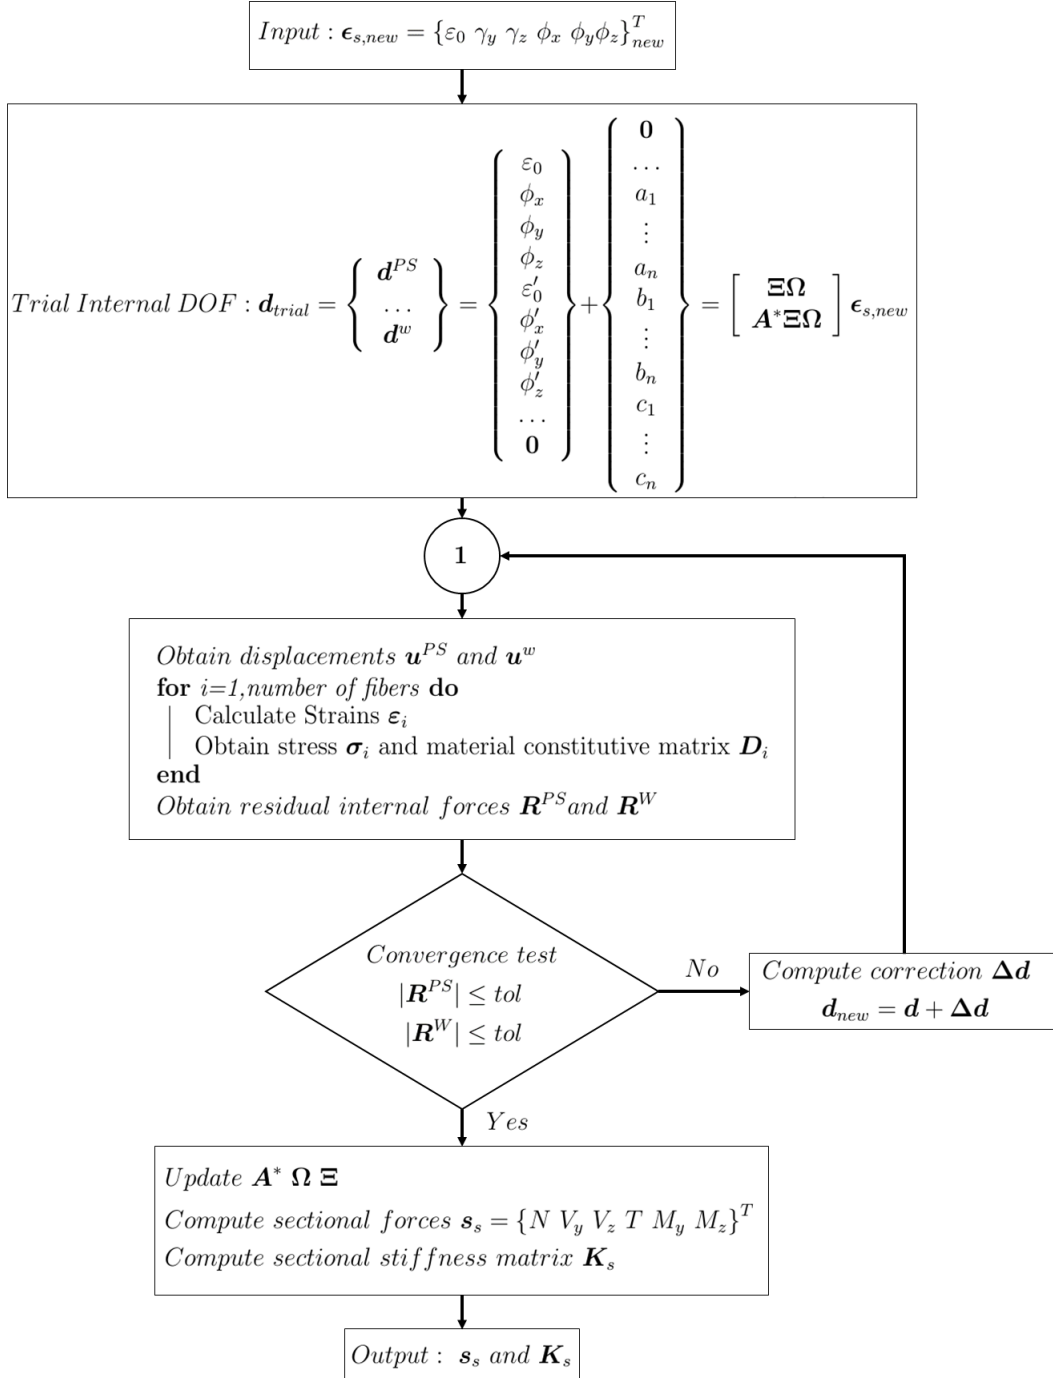 Input : ϵ_{s,new} = {ε_0 γ_y γ_z ϕ_x ϕ_yϕ_z}^T_{new}
Trial Internal DOF : d_{trial} = { d^{PS} … d^w } = { ε_0 ϕ_x ϕ_y ϕ_z ε′_0 ϕ′_x ϕ′_y ϕ′_z … 0 } + { 0 … a_1 ⋮ a_n b_1 ⋮ b_n c_1 ⋮ c_n } = [ ΞΩ A*ΞΩ ] ϵ_{s,new}
1
Obtain displacements u^{PS} and u^w
for i=1,number of fibers do
Calculate Strains ε_i
Obtain stress σ_i and material constitutive matrix D_i
end
Obtain residual internal forces R^{PS}and R^W
Convergence test
|R^{PS}| ≤ tol
|R^W| ≤ tol
No
Compute correction Δd
d_{new} = d + Δd
Yes
Update A* Ω Ξ
Compute sectional forces s_s = {N V_y V_z T M_y M_z}^T
Compute sectional stiffness matrix K_s
Output : s_s and K_s